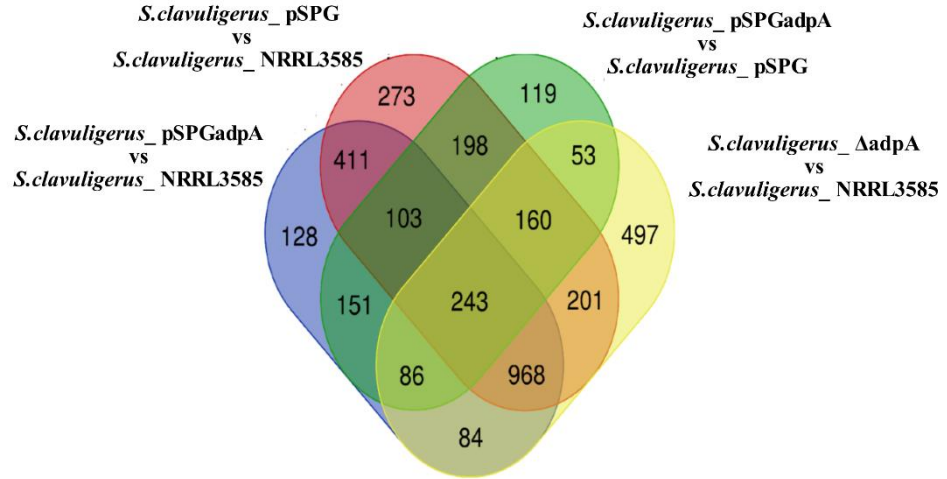 S.clavuligerus_ pSPG
vs
S.clavuligerus_ NRRL3585
S.clavuligerus_ pSPGadpA
vs
S.clavuligerus_ pSPG
S.clavuligerus_ pSPGadpA
vs
S.clavuligerus_ NRRL3585
S.clavuligerus_ ΔadpA
vs
S.clavuligerus_ NRRL3585
273
119
411
198
53
128
103
160
497
151
243
201
86
968
84